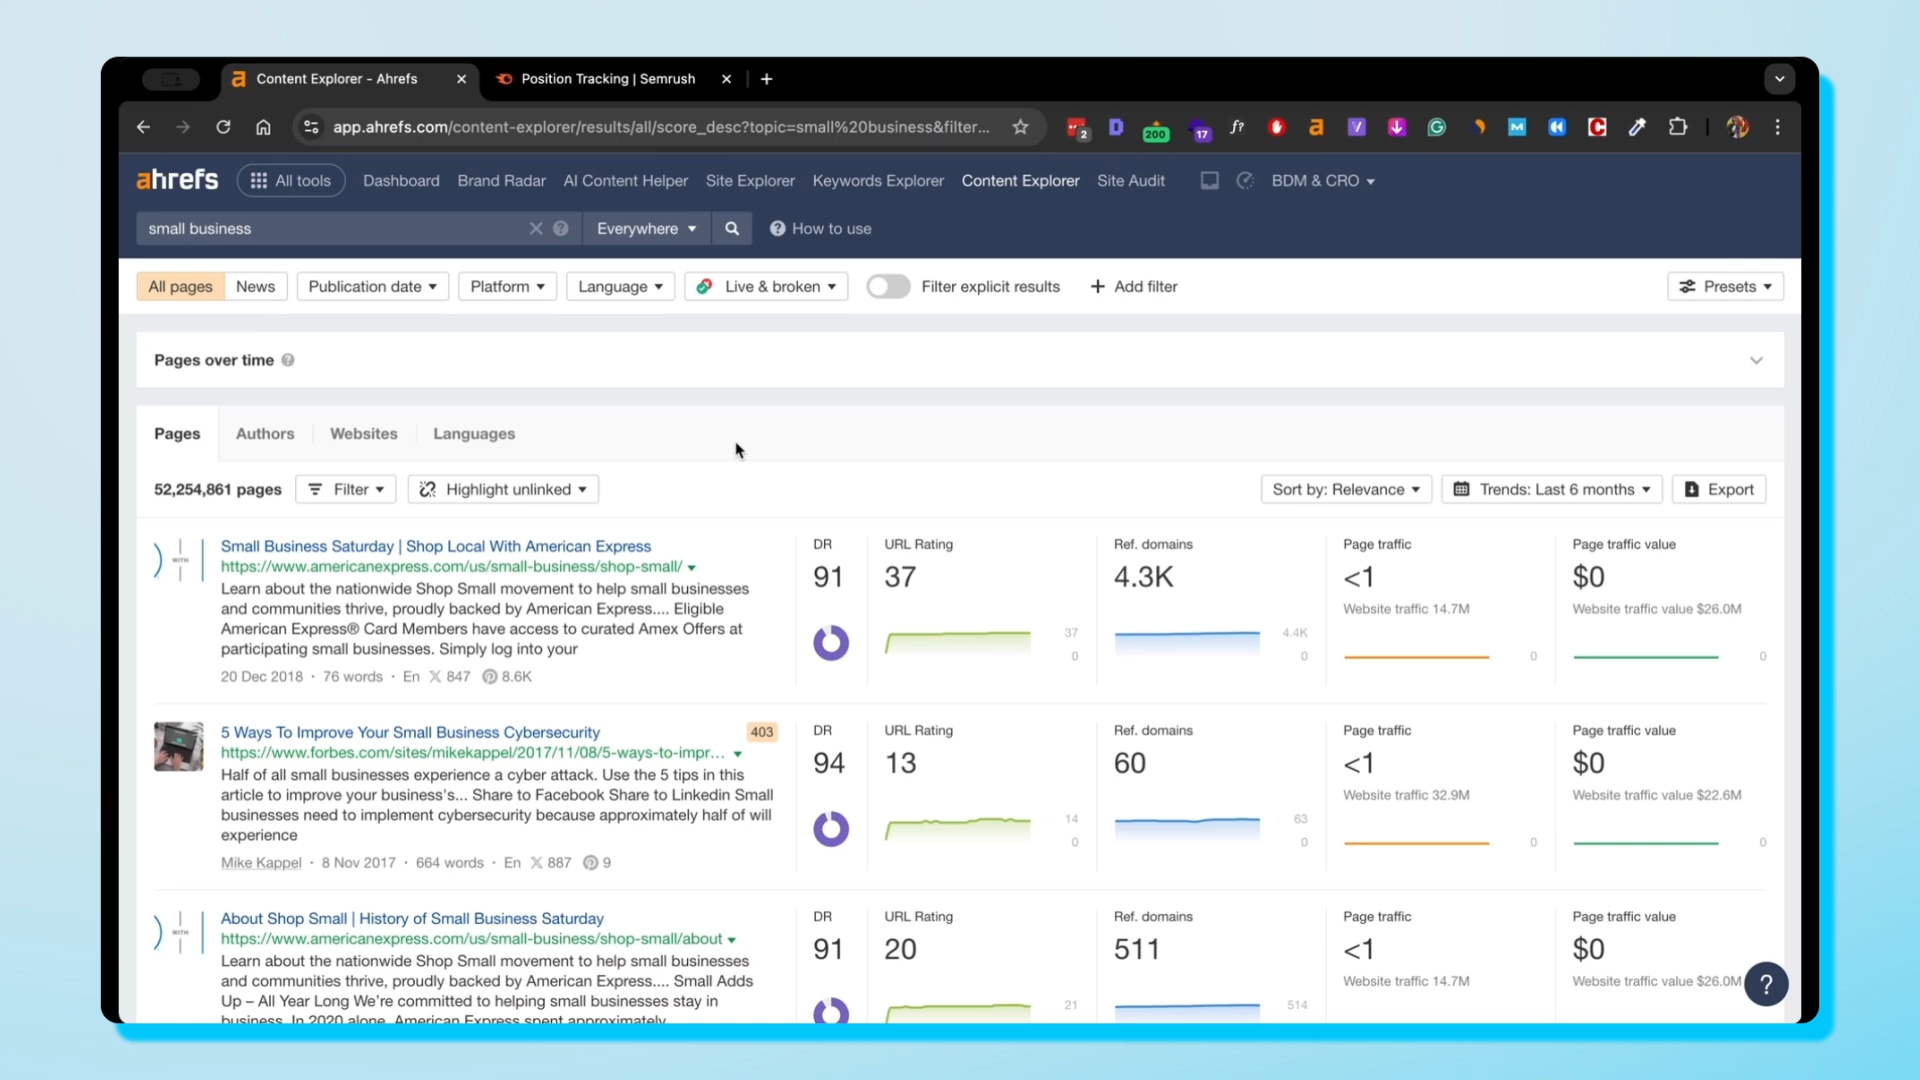 Content Explorer - Ahrefs
Position Tracking | Semrush
app.ahrefs.com/content-explorer/results/all/score_desc?topic=small%20business&filter...
2
200
17
f?
ahrefs
All tools
Dashboard
Brand Radar
AI Content Helper
Site Explorer
Keywords Explorer
Content Explorer
Site Audit
BDM & CRO
small business
Everywhere
How to use
All pages
News
Publication date
Platform
Language
Live & broken
Filter explicit results
+ Add filter
Presets
Pages over time
Pages
Authors
Websites
Languages
52,254,861 pages
Filter
Highlight unlinked
Sort by: Relevance
Trends: Last 6 months
Export
WITH
Small Business Saturday | Shop Local With American Express
https://www.americanexpress.com/us/small-business/shop-small/
Learn about the nationwide Shop Small movement to help small businesses
and communities thrive, proudly backed by American Express.... Eligible
American Express® Card Members have access to curated Amex Offers at
participating small businesses. Simply log into your
20 Dec 2018 · 76 words · En X 847 8.6K
DR
91
URL Rating
37
37
0
Ref. domains
4.3K
4.4K
0
Page traffic
<1
Website traffic 14.7M
0
Page traffic value
$0
Website traffic value $26.0M
0
5 Ways To Improve Your Small Business Cybersecurity
403
https://www.forbes.com/sites/mikekappel/2017/11/08/5-ways-to-impr...
Half of all small businesses experience a cyber attack. Use the 5 tips in this
article to improve your business's... Share to Facebook Share to Linkedin Small
businesses need to implement cybersecurity because approximately half of will
experience
Mike Kappel · 8 Nov 2017 · 664 words · En X 887 9
DR
94
URL Rating
13
14
0
Ref. domains
60
63
0
Page traffic
<1
Website traffic 32.9M
0
Page traffic value
$0
Website traffic value $22.6M
0
WITH
About Shop Small | History of Small Business Saturday
https://www.americanexpress.com/us/small-business/shop-small/about
Learn about the nationwide Shop Small movement to help small businesses
and communities thrive, proudly backed by American Express.... Small Adds
Up – All Year Long We're committed to helping small businesses stay in
business. In 2020 alone, American Express spent approximately
DR
91
URL Rating
20
21
Ref. domains
511
514
Page traffic
<1
Website traffic 14.7M
Page traffic value
$0
Website traffic value $26.0M
?